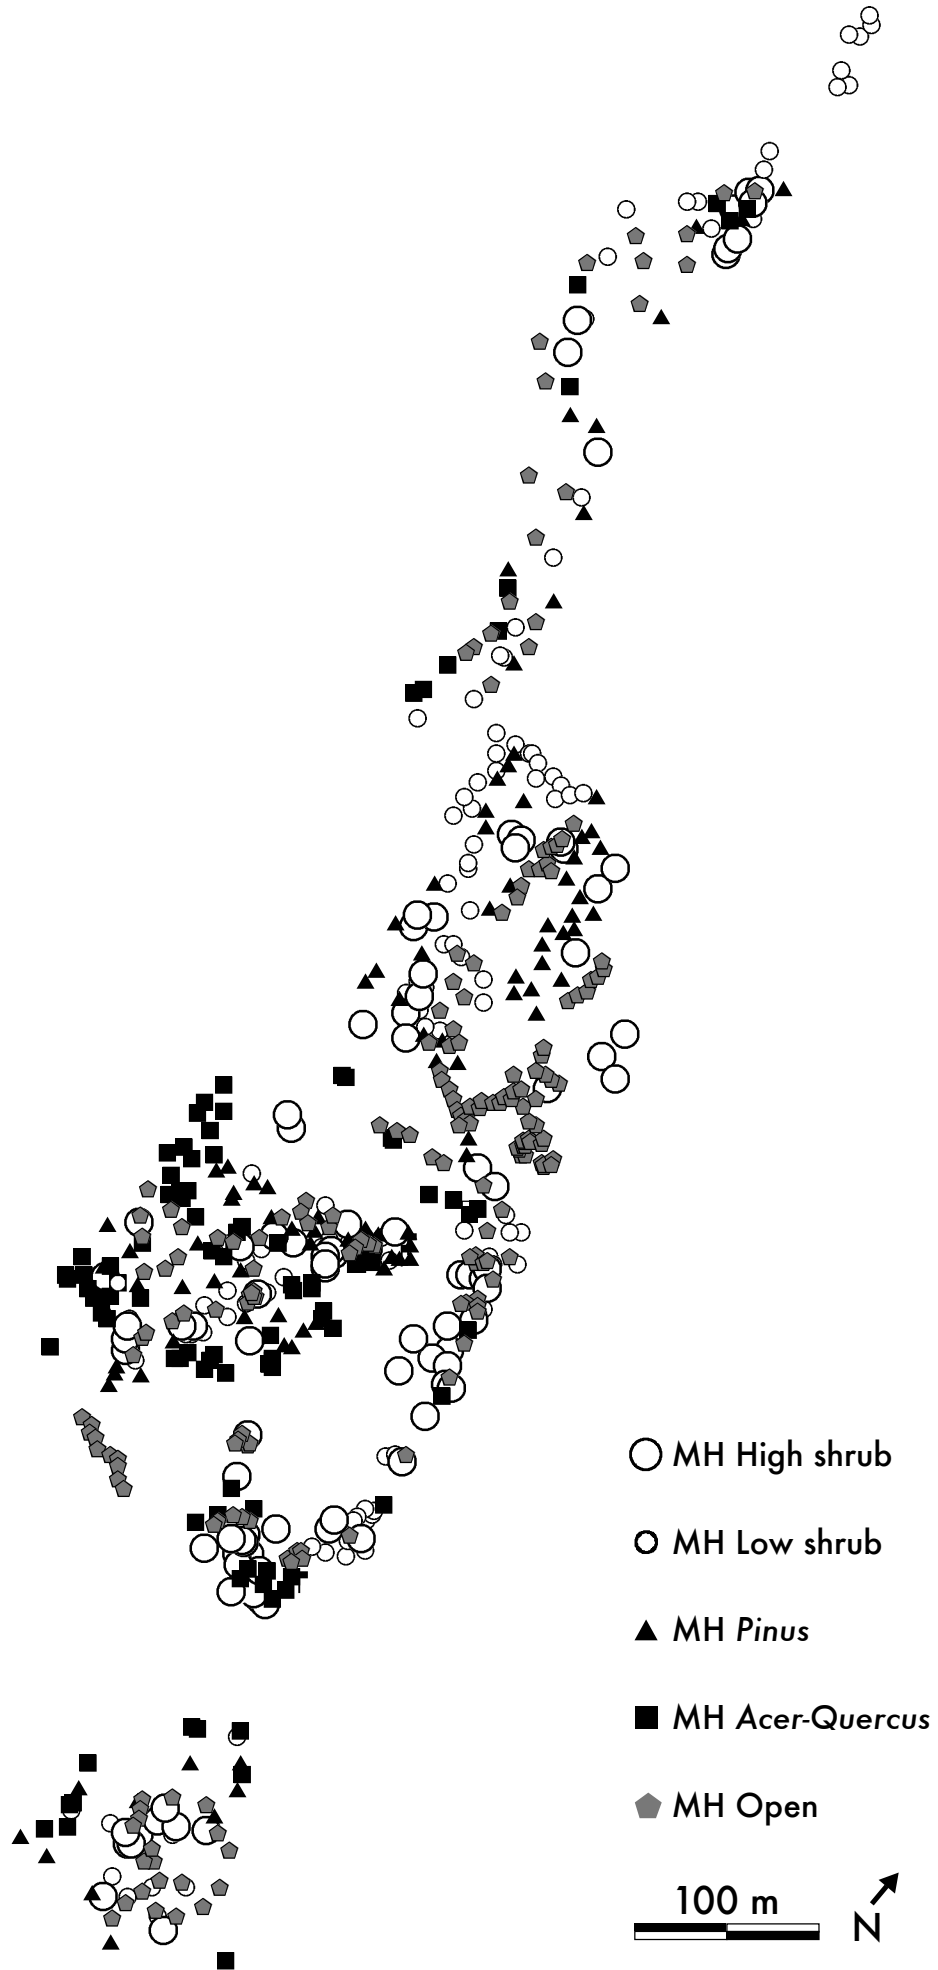 MH High shrub
MH Low shrub
MH Pinus
MH Acer-Quercus
MH Open
100 m
N